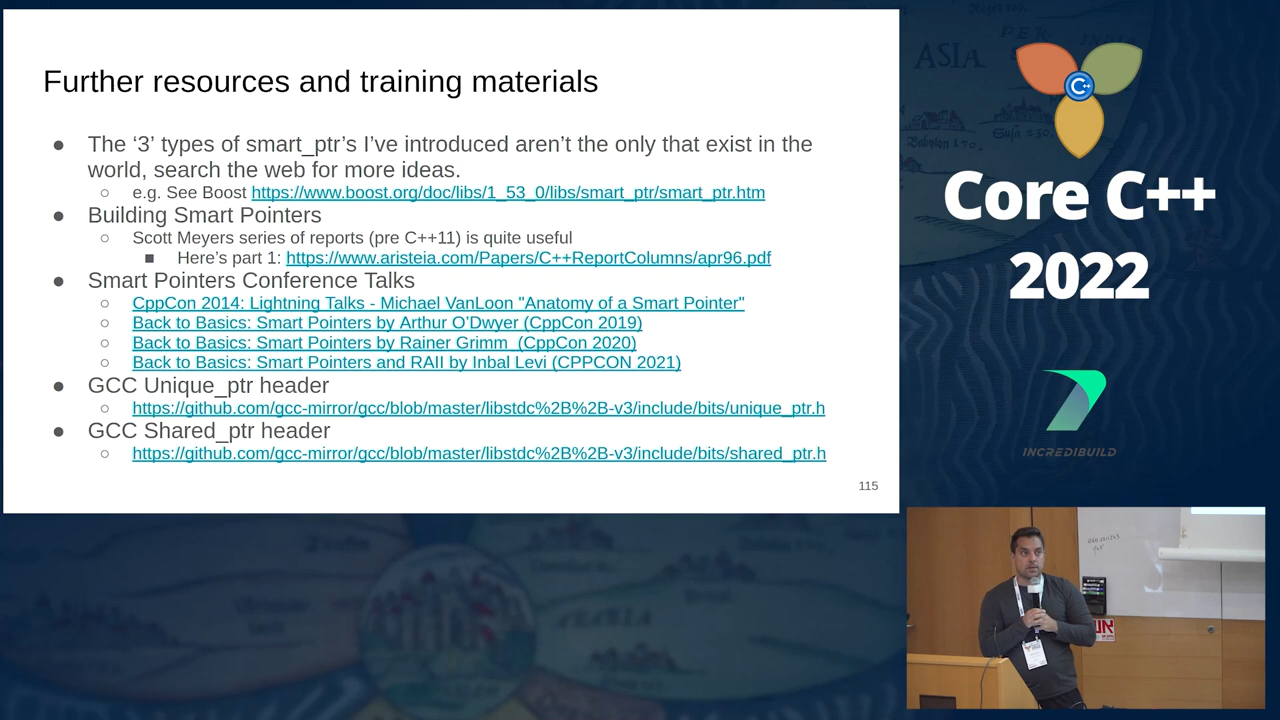 Further resources and training materials
● The ‘3’ types of smart_ptr’s I’ve introduced aren’t the only that exist in the
world, search the web for more ideas.
○ e.g. See Boost https://www.boost.org/doc/libs/1_53_0/libs/smart_ptr/smart_ptr.htm
● Building Smart Pointers
○ Scott Meyers series of reports (pre C++11) is quite useful
■ Here’s part 1: https://www.aristeia.com/Papers/C++ReportColumns/apr96.pdf
● Smart Pointers Conference Talks
○ CppCon 2014: Lightning Talks - Michael VanLoon "Anatomy of a Smart Pointer"
○ Back to Basics: Smart Pointers by Arthur O’Dwyer (CppCon 2019)
○ Back to Basics: Smart Pointers by Rainer Grimm (CppCon 2020)
○ Back to Basics: Smart Pointers and RAII by Inbal Levi (CPPCON 2021)
● GCC Unique_ptr header
○ https://github.com/gcc-mirror/gcc/blob/master/libstdc%2B%2B-v3/include/bits/unique_ptr.h
● GCC Shared_ptr header
○ https://github.com/gcc-mirror/gcc/blob/master/libstdc%2B%2B-v3/include/bits/shared_ptr.h
115
ASIA
C++
Core C++
2022
INCREDIBUILD
ASIA